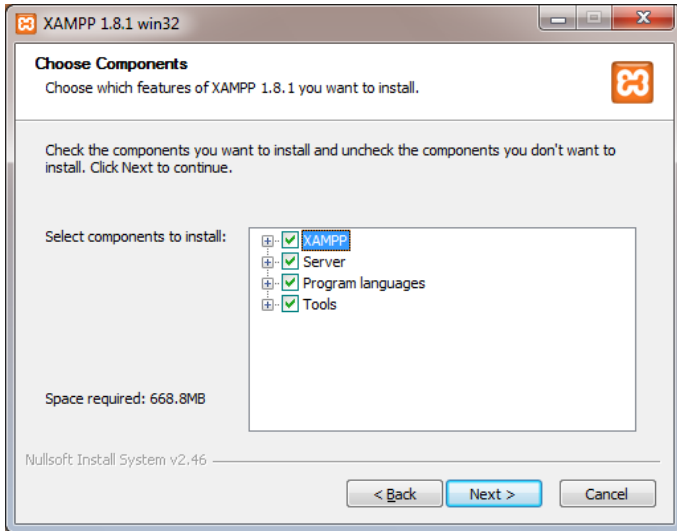 XAMPP 1.8.1 win32
Choose Components
Choose which features of XAMPP 1.8.1 you want to install.
Check the components you want to install and uncheck the components you don't want to
install. Click Next to continue.
Select components to install:
XAMPP
Server
Program languages
Tools
Space required: 668.8MB
Nullsoft Install System v2.46
< Back
Next >
Cancel